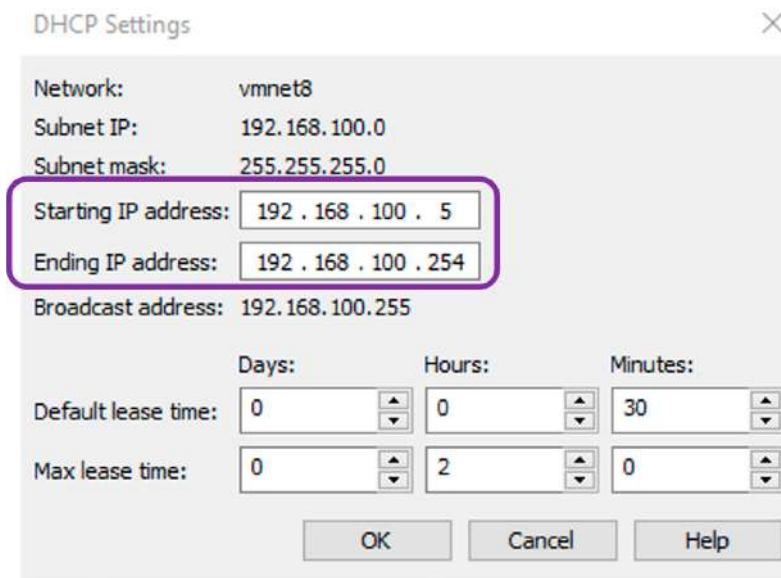 DHCP Settings
Network: vmnet8
Subnet IP: 192.168.100.0
Subnet mask: 255.255.255.0
Starting IP address: 192 . 168 . 100 . 5
Ending IP address: 192 . 168 . 100 . 254
Broadcast address: 192.168.100.255
Days: Hours: Minutes:
Default lease time: 0 0 30
Max lease time: 0 2 0
OK Cancel Help